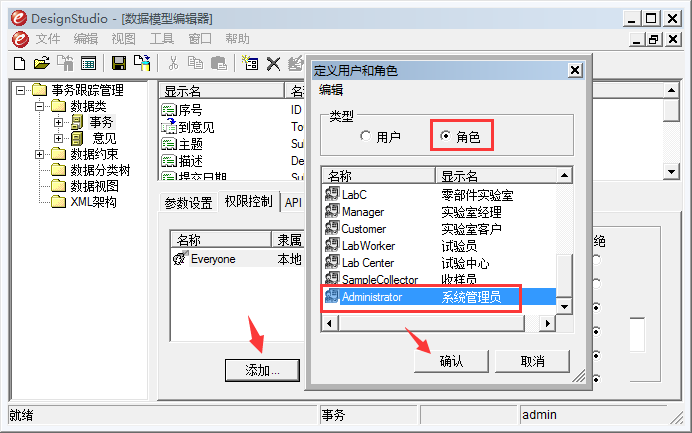 DesignStudio - [数据模型编辑器]
文件 编辑 视图 工具 窗口 帮助
事务跟踪管理
数据类
事务
意见
数据约束
数据分类树
数据视图
XML架构
显示名
序号 ID
到意见 To
主题 Su
描述 De
提交日期
参数设置 权限控制 API
名称 隶属
Everyone 本地
添加...
定义用户和角色
编辑
类型
用户 角色
名称 显示名
LabC 零部件实验室
Manager 实验室经理
Customer 实验室客户
LabWorker 试验员
Lab Center 试验中心
SampleCollector 收样员
Administrator 系统管理员
确认 取消
绝
就绪 事务 admin